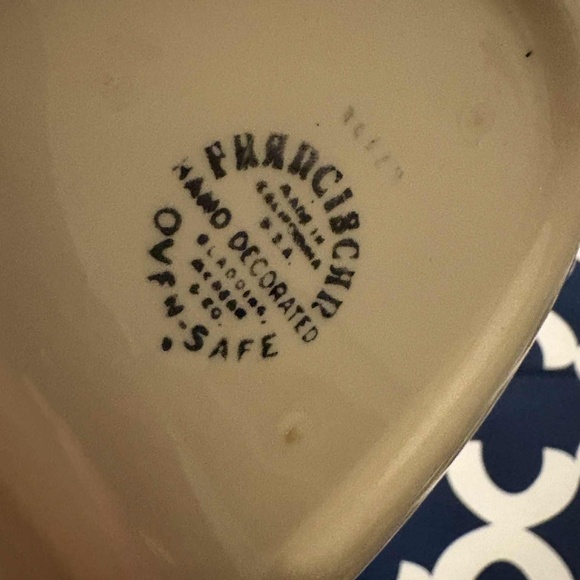 FRANCISCAN
MADE IN
CALIFORNIA
U.S.A.
HAND DECORATED
GLADDING,
MCBEAN
& CO.
OVEN-SAFE